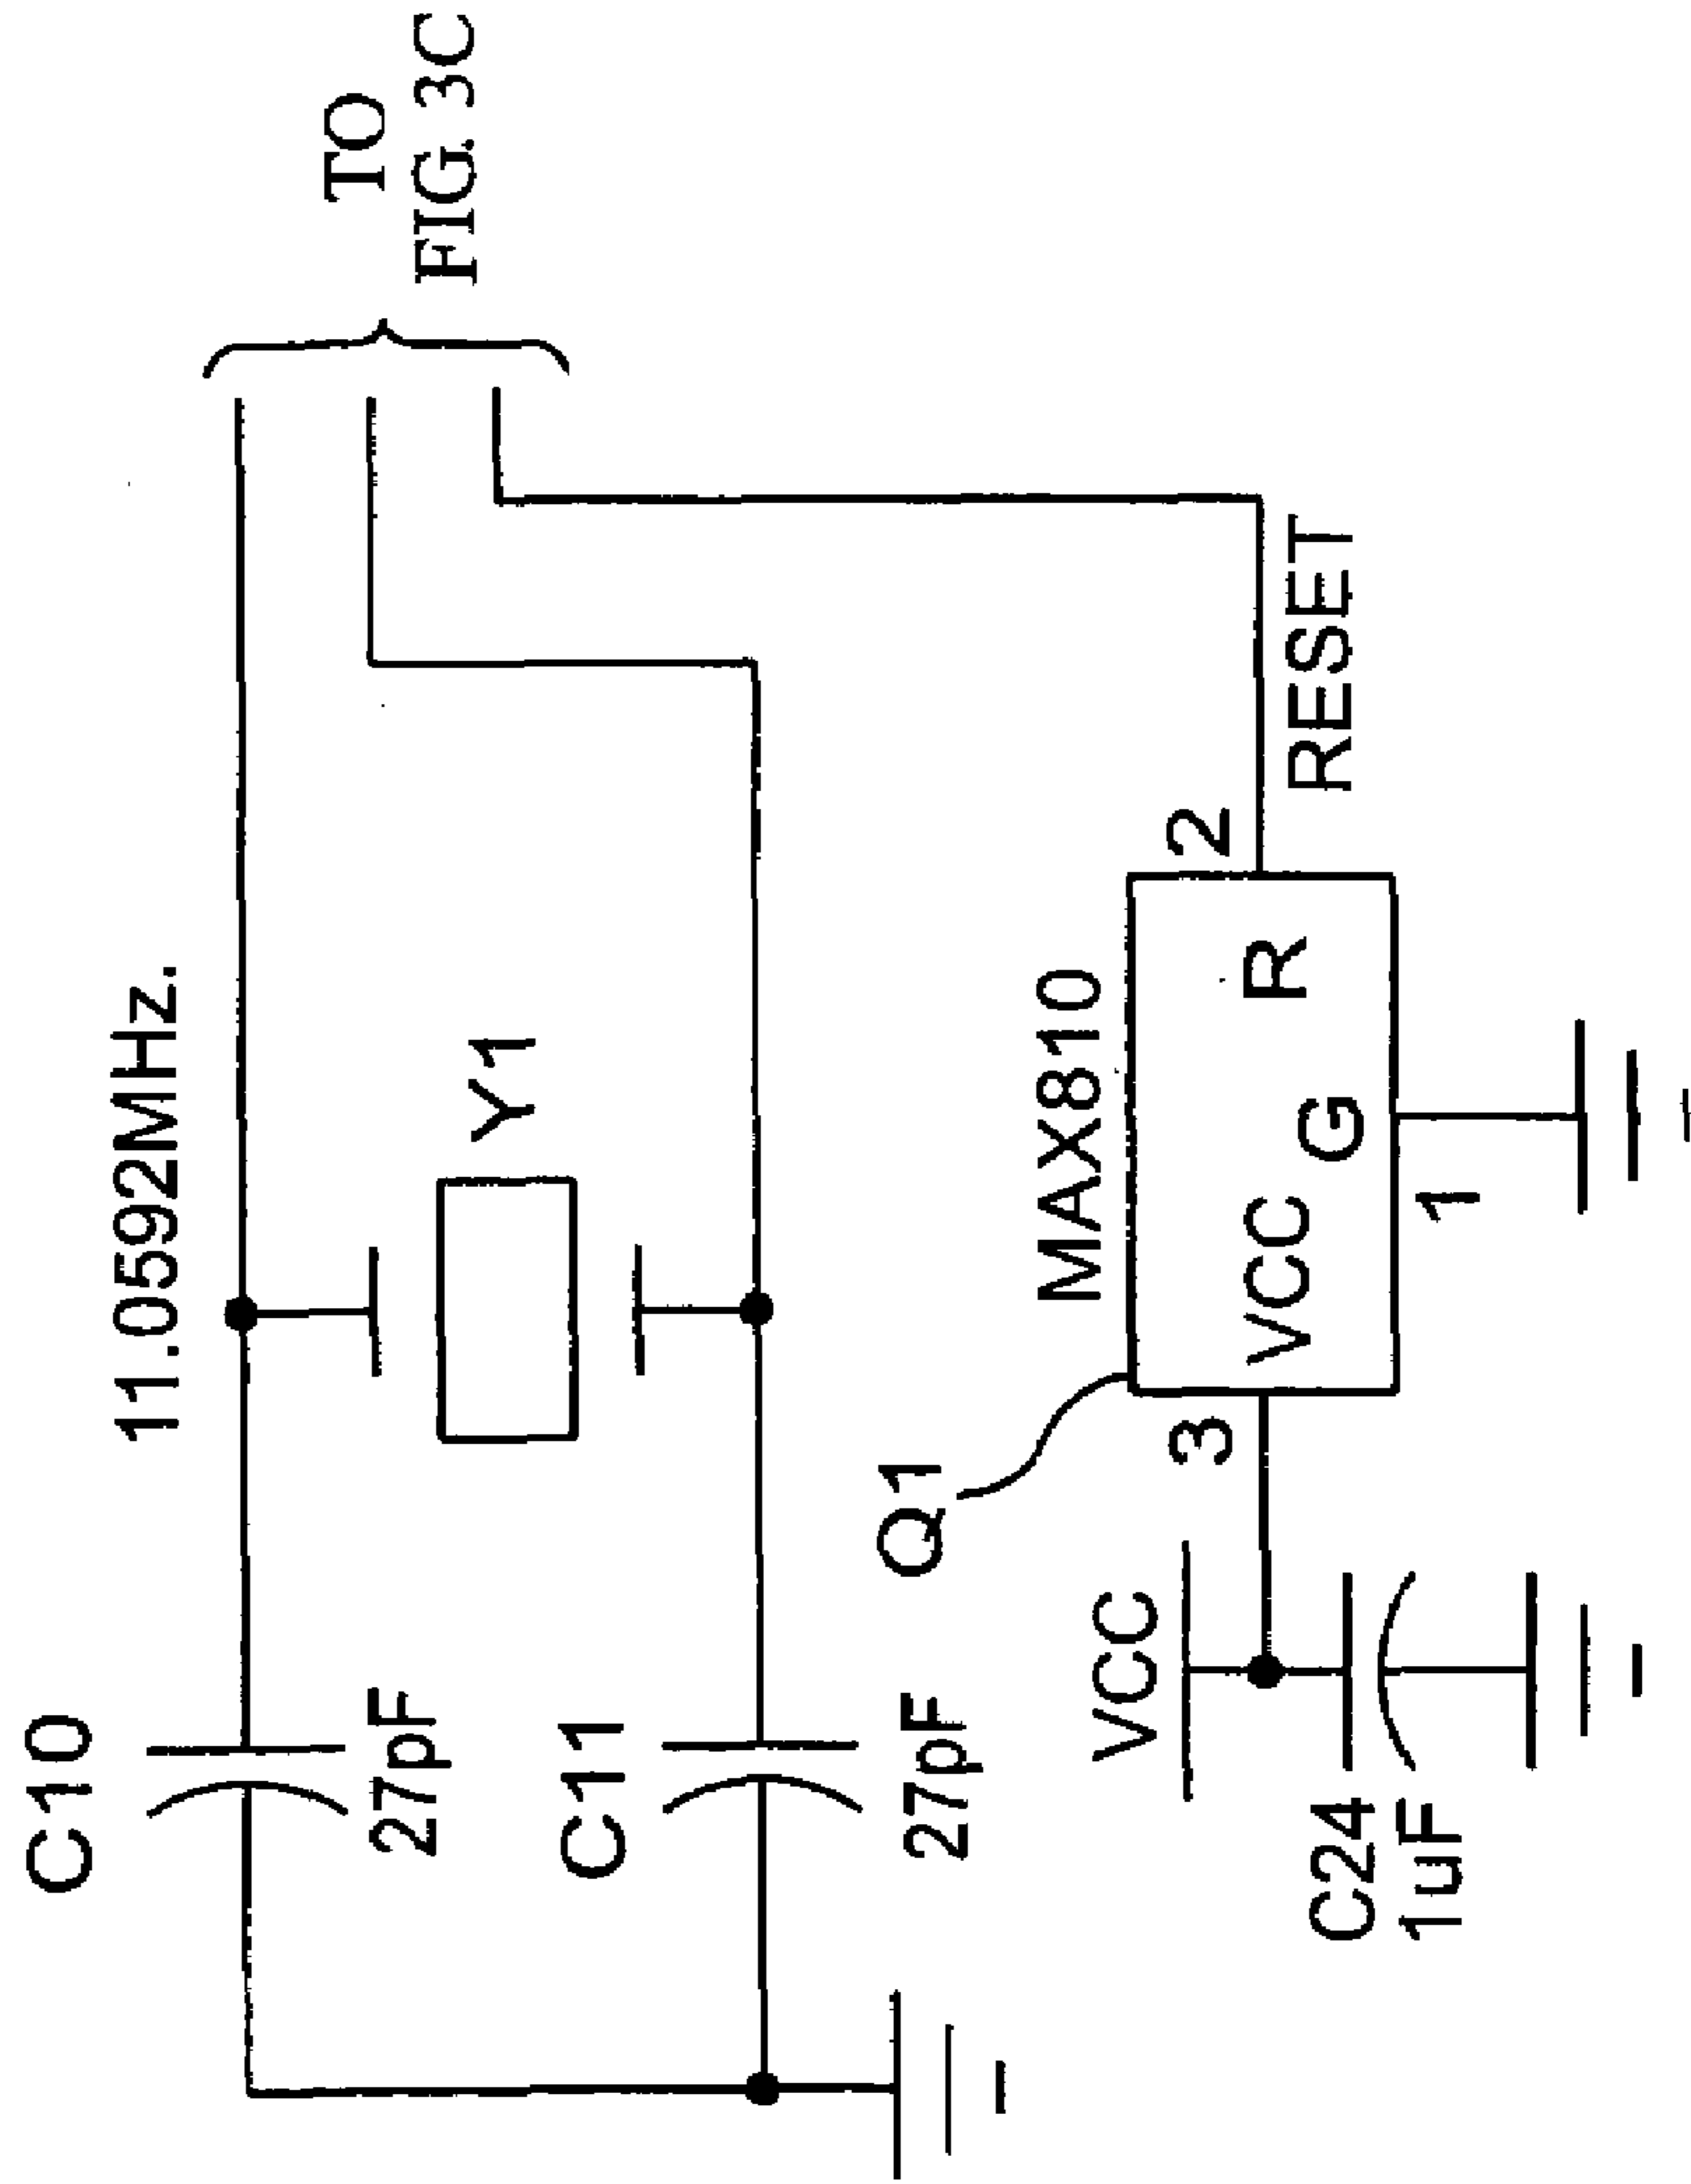 C10
27pF
11.0592MHz.
Y1
TO
FIG. 3C
C11
27pF
Q1
MAX810
VCC
3
VCC
G
R
2
RESET
1
C24
1uF